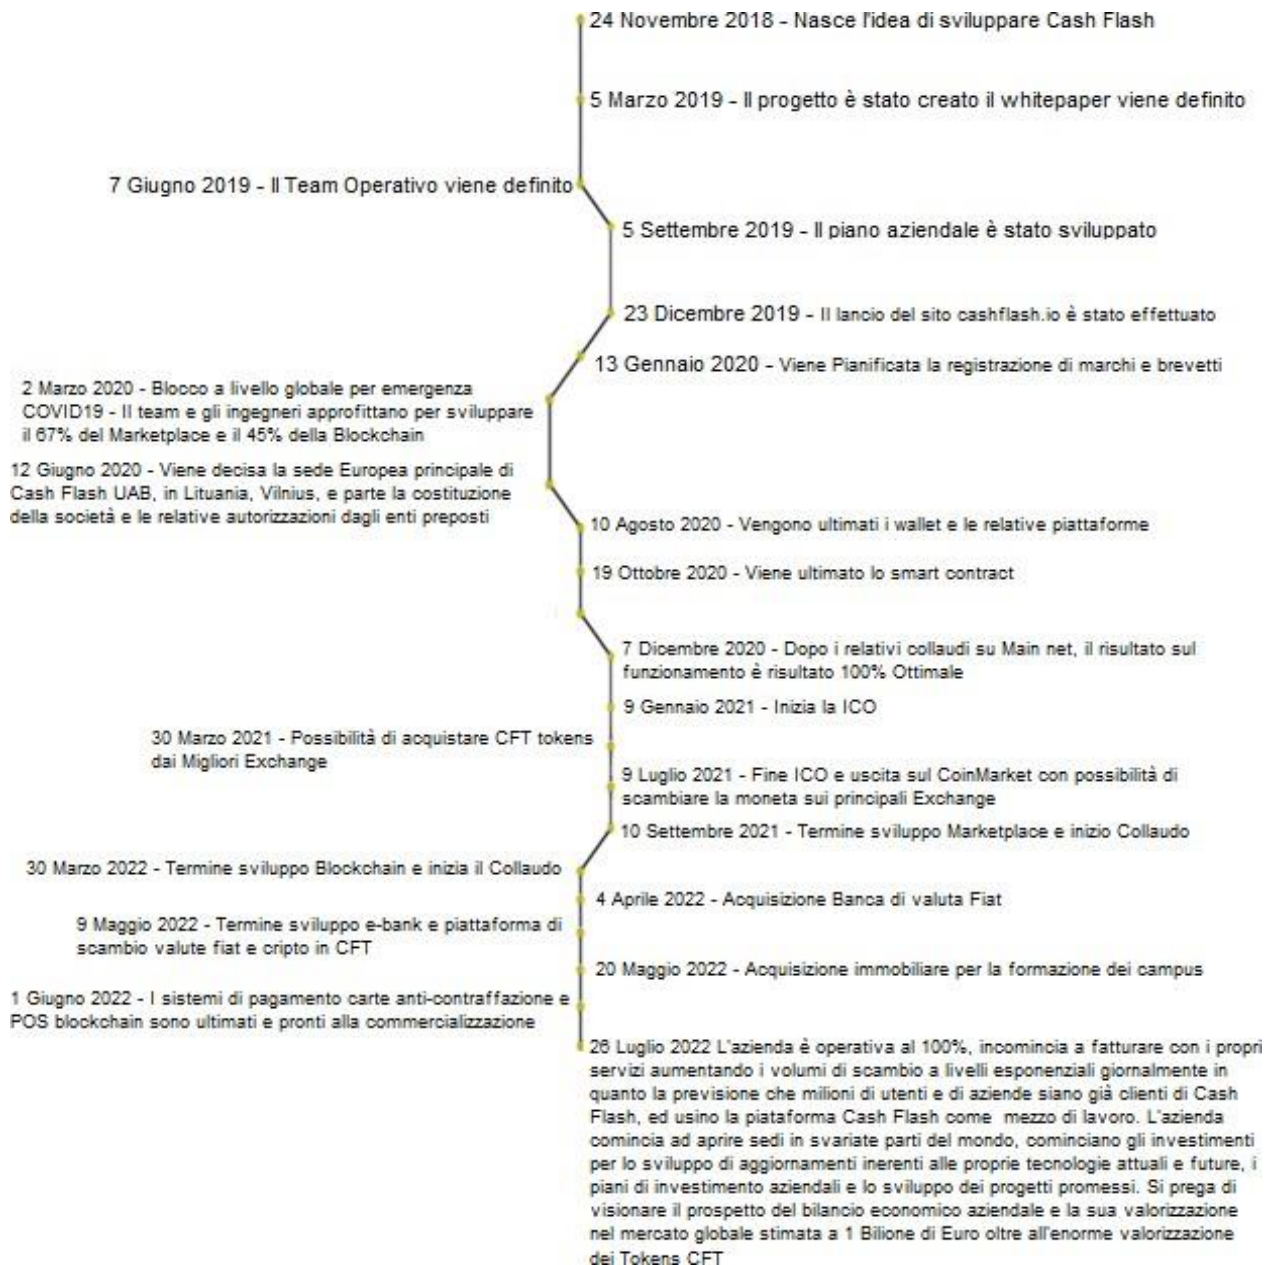 24 Novembre 2018 - Nasce l'idea di sviluppare Cash Flash
5 Marzo 2019 - Il progetto è stato creato il whitepaper viene definito
7 Giugno 2019 - Il Team Operativo viene definito
5 Settembre 2019 - Il piano aziendale è stato sviluppato
23 Dicembre 2019 - Il lancio del sito cashflash.io è stato effettuato
13 Gennaio 2020 - Viene Pianificata la registrazione di marchi e brevetti
2 Marzo 2020 - Blocco a livello globale per emergenza
COVID19 - Il team e gli ingegneri approfittano per sviluppare
il 67% del Marketplace e il 45% della Blockchain
12 Giugno 2020 - Viene decisa la sede Europea principale di
Cash Flash UAB, in Lituania, Vilnius, e parte la costituzione
della società e le relative autorizzazioni dagli enti preposti
10 Agosto 2020 - Vengono ultimati i wallet e le relative piattaforme
19 Ottobre 2020 - Viene ultimato lo smart contract
7 Dicembre 2020 - Dopo i relativi collaudi su Main net, il risultato sul
funzionamento è risultato 100% Ottimale
9 Gennaio 2021 - Inizia la ICO
30 Marzo 2021 - Possibilità di acquistare CFT tokens
dai Migliori Exchange
9 Luglio 2021 - Fine ICO e uscita sul CoinMarket con possibilità di
scambiare la moneta sui principali Exchange
10 Settembre 2021 - Termine sviluppo Marketplace e inizio Collaudo
30 Marzo 2022 - Termine sviluppo Blockchain e inizia il Collaudo
4 Aprile 2022 - Acquisizione Banca di valuta Fiat
9 Maggio 2022 - Termine sviluppo e-bank e piattaforma di
scambio valute fiat e cripto in CFT
20 Maggio 2022 - Acquisizione immobiliare per la formazione dei campus
1 Giugno 2022 - I sistemi di pagamento carte anti-contraffazione e
POS blockchain sono ultimati e pronti alla commercializzazione
26 Luglio 2022 L'azienda è operativa al 100%, incomincia a fatturare con i propri
servizi aumentando i volumi di scambio a livelli esponenziali giornalmente in
quanto la previsione che milioni di utenti e di aziende siano già clienti di Cash
Flash, ed usino la piataforma Cash Flash come mezzo di lavoro. L'azienda
comincia ad aprire sedi in svariate parti del mondo, cominciano gli investimenti
per lo sviluppo di aggiornamenti inerenti alle proprie tecnologie attuali e future, i
piani di investimento aziendali e lo sviluppo dei progetti promessi. Si prega di
visionare il prospetto del bilancio economico aziendale e la sua valorizzazione
nel mercato globale stimata a 1 Bilione di Euro oltre all'enorme valorizzazione
dei Tokens CFT